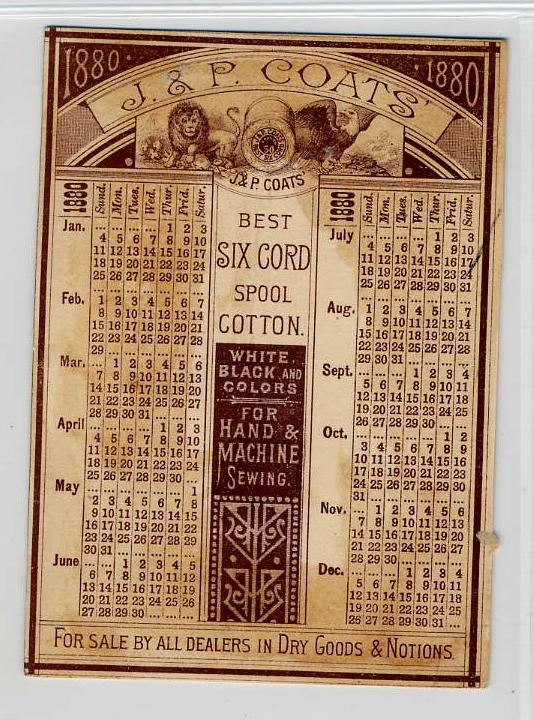 1880 J. & P. COATS' 1880
J. & P. COATS'
1880 Sund. Mon. Tues. Wed. Thur. Fri. Satur.
Jan. ... ... ... ... 1 2 3
4 5 6 7 8 9 10
11 12 13 14 15 16 17
18 19 20 21 22 23 24
25 26 27 28 29 30 31
Feb. 1 2 3 4 5 6 7
8 9 10 11 12 13 14
15 16 17 18 19 20 21
22 23 24 25 26 27 28
29 ... ... ... ... ... ...
Mar. ... 1 2 3 4 5 6
7 8 9 10 11 12 13
14 15 16 17 18 19 20
21 22 23 24 25 26 27
28 29 30 31 ... ... ...
April ... ... ... ... 1 2 3
4 5 6 7 8 9 10
11 12 13 14 15 16 17
18 19 20 21 22 23 24
25 26 27 28 29 30 ...
May ... ... ... ... ... ... 1
2 3 4 5 6 7 8
9 10 11 12 13 14 15
16 17 18 19 20 21 22
23 24 25 26 27 28 29
30 31 ... ... ... ... ...
June ... ... 1 2 3 4 5
6 7 8 9 10 11 12
13 14 15 16 17 18 19
20 21 22 23 24 25 26
27 28 29 30 ... ... ...
BEST
SIX CORD
SPOOL
COTTON.
WHITE,
BLACK AND
COLORS
FOR
HAND &
MACHINE
SEWING.
1880 Sund. Mon. Tues. Wed. Thur. Frid. Satur.
July ... ... ... ... 1 2 3
4 5 6 7 8 9 10
11 12 13 14 15 16 17
18 19 20 21 22 23 24
25 26 27 28 29 30 31
Aug. 1 2 3 4 5 6 7
8 9 10 11 12 13 14
15 16 17 18 19 20 21
22 23 24 25 26 27 28
29 30 31 ... ... ... ...
Sept. ... ... ... 1 2 3 4
5 6 7 8 9 10 11
12 13 14 15 16 17 18
19 20 21 22 23 24 25
26 27 28 29 30 ... ...
Oct. ... ... ... ... ... 1 2
3 4 5 6 7 8 9
10 11 12 13 14 15 16
17 18 19 20 21 22 23
24 25 26 27 28 29 30
31 ... ... ... ... ... ...
Nov. ... 1 2 3 4 5 6
7 8 9 10 11 12 13
14 15 16 17 18 19 20
21 22 23 24 25 26 27
28 29 30 ... ... ... ...
Dec. ... ... ... 1 2 3 4
5 6 7 8 9 10 11
12 13 14 15 16 17 18
19 20 21 22 23 24 25
26 27 28 29 30 31 ...
FOR SALE BY ALL DEALERS IN DRY GOODS & NOTIONS.